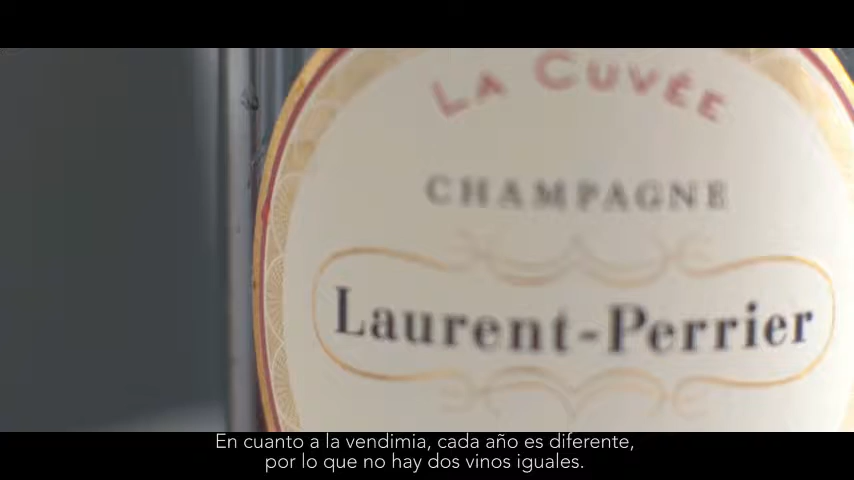 LA CUVÉE
CHAMPAGNE
Laurent-Perrier
En cuanto a la vendimia, cada año es diferente,
por lo que no hay dos vinos iguales.